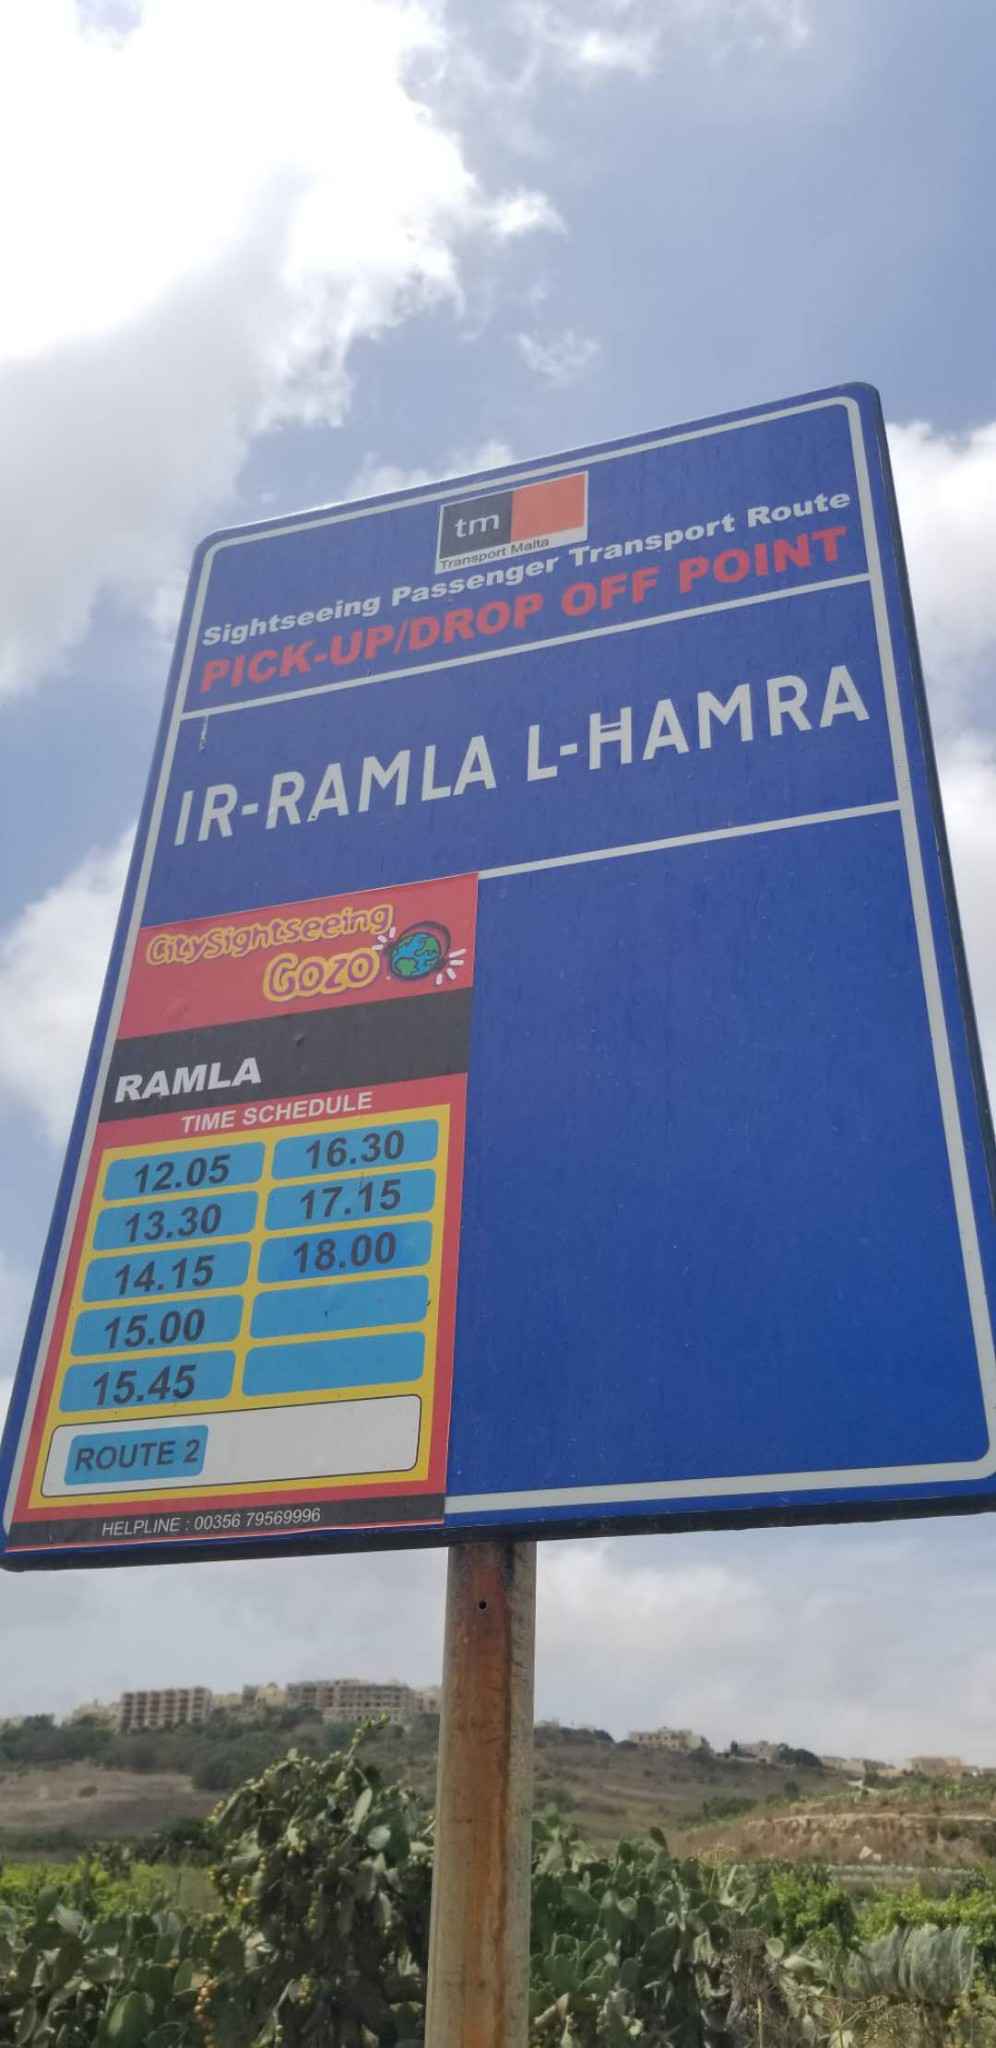 tm
Transport Malta
Sightseeing Passenger Transport Route
PICK-UP/DROP OFF POINT
IR-RAMLA L-ĦAMRA
CitySightseeing
Gozo
RAMLA
TIME SCHEDULE
12.05 16.30
13.30 17.15
14.15 18.00
15.00
15.45
ROUTE 2
HELPLINE : 00356 79569996